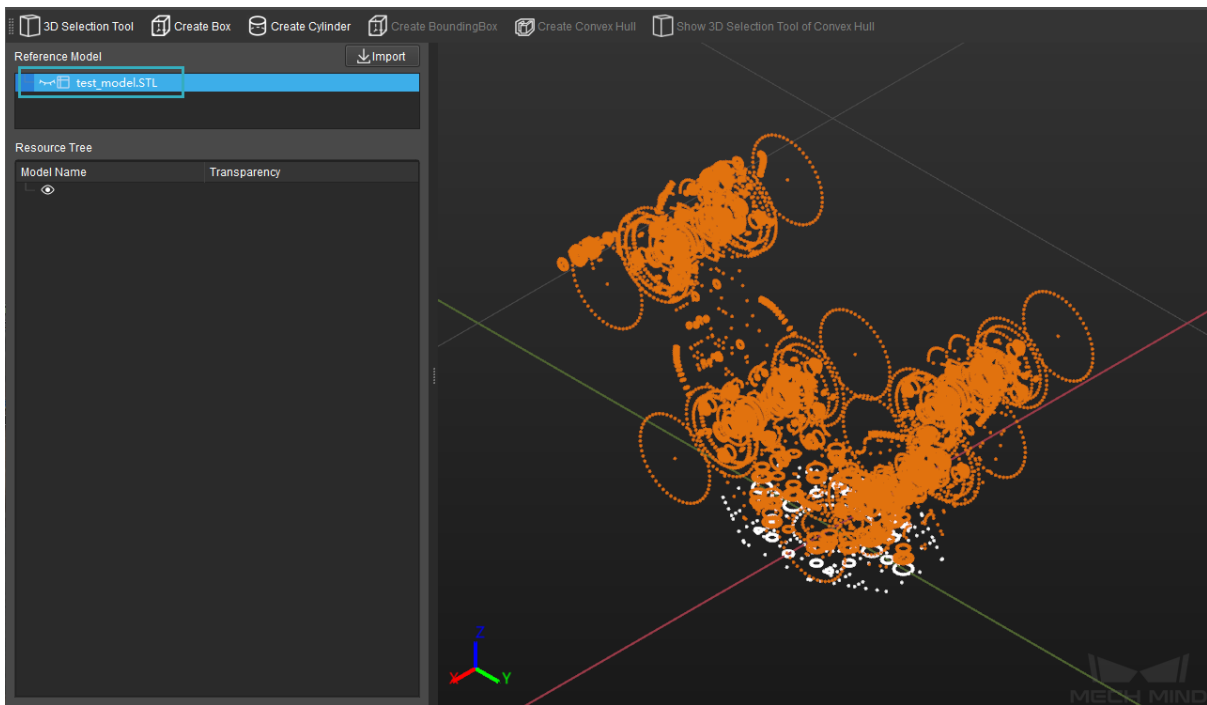 3D Selection Tool Create Box Create Cylinder Create BoundingBox Create Convex Hull Show 3D Selection Tool of Convex Hull
Reference Model Import
test_model.STL
Resource Tree
Model Name Transparency
Z
X Y
MECH MIND